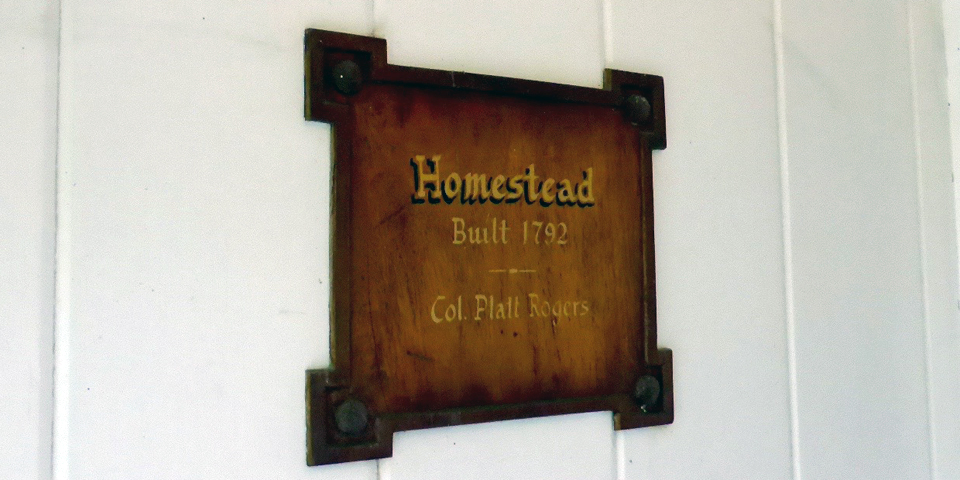 Homestead
Built 1792
Col. Platt Rogers